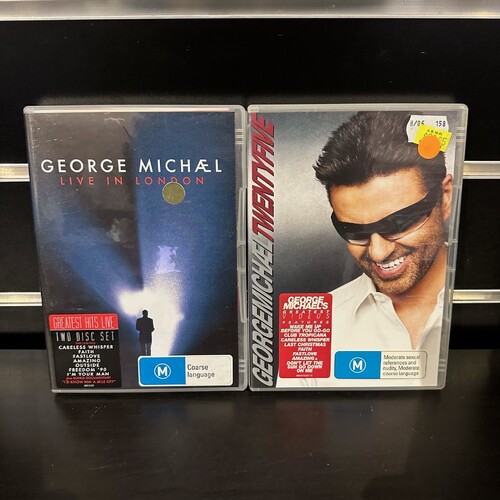 GEORGE MICHÆL
LIVE IN LONDON
GREATEST HITS LIVE
TWO DISC SET
CARELESS WHISPER
FAITH
FASTLOVE
AMAZING
OUTSIDE
FREEDOM '90
I'M YOUR MAN
M
Coarse
language
GEORGEMICHAELTWENTYFIVE
158
GEORGE
MICHAEL'S
GREATEST
VIDEOS
FEATURES
WAKE ME UP
BEFORE YOU GO-GO
CLUB TROPICANA
CARELESS WHISPER
LAST CHRISTMAS
FAITH
FASTLOVE
AMAZING &
DON'T LET THE
SUN GO DOWN
ON ME
M
Moderate sexual
references and
nudity, Moderate
coarse language